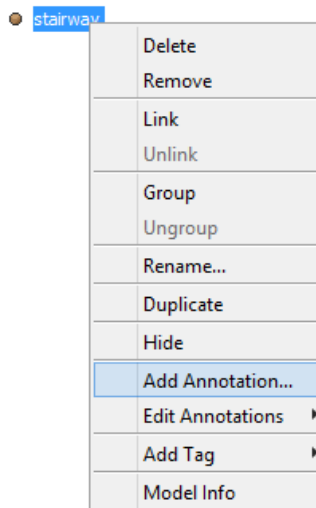 stairway
Delete
Remove
Link
Unlink
Group
Ungroup
Rename...
Duplicate
Hide
Add Annotation...
Edit Annotations
Add Tag
Model Info